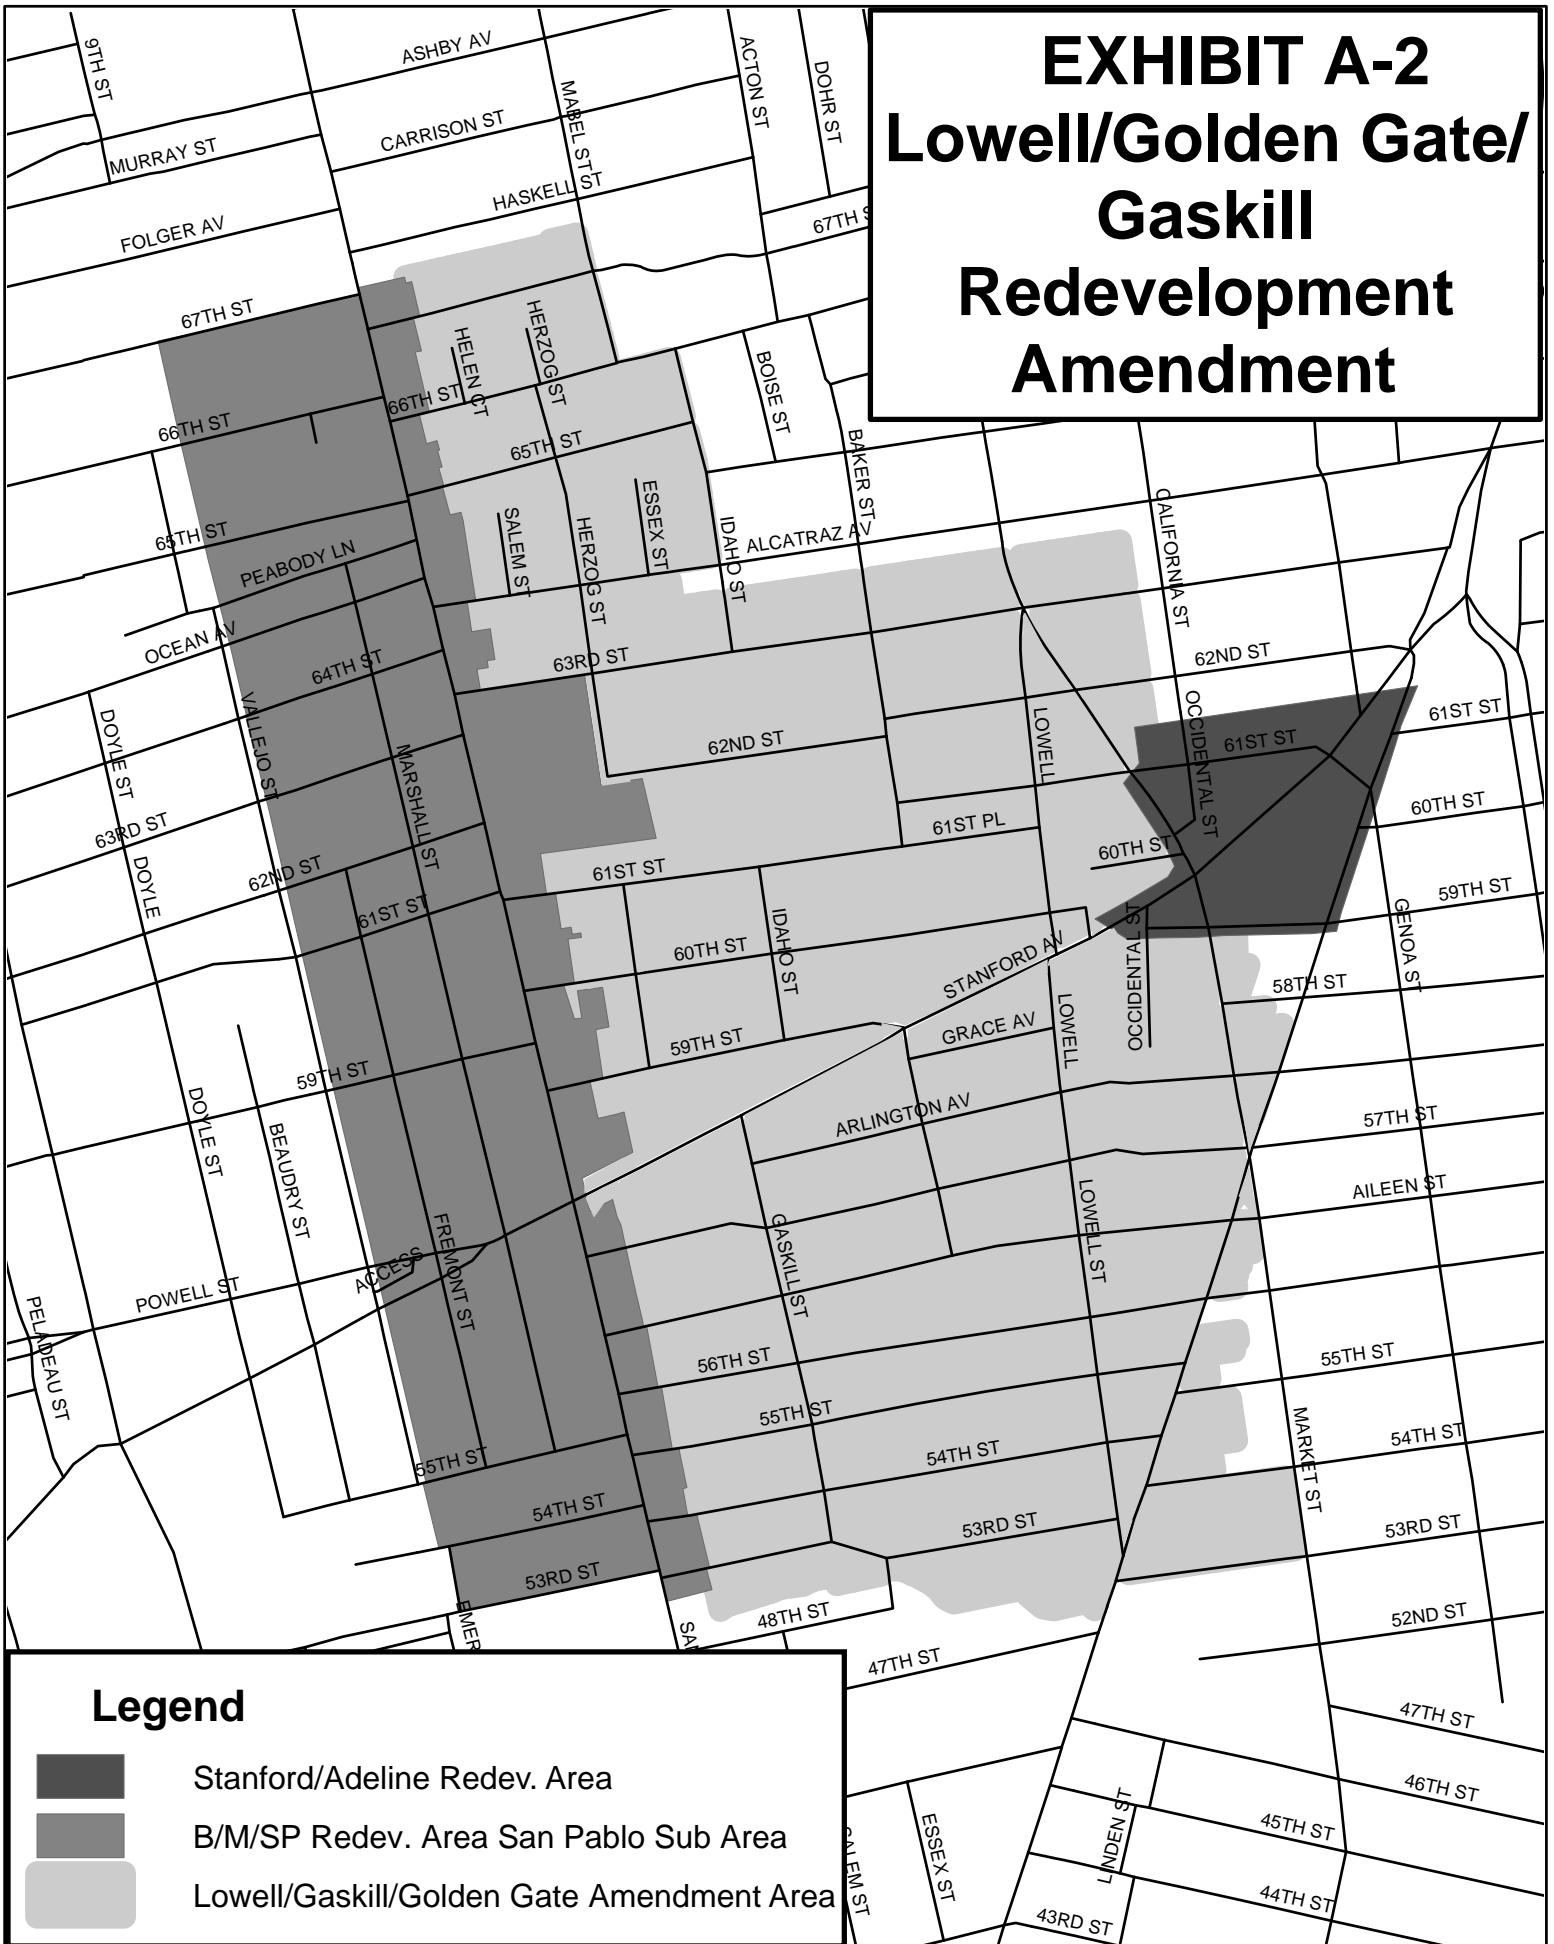 EXHIBIT A-2
Lowell/Golden Gate/
Gaskill
Redevelopment
Amendment
9TH ST
ASHBY AV
ACTON ST
DOHR ST
MABEL ST
CARRISON ST
MURRAY ST
HASKELL ST
67TH S
FOLGER AV
67TH ST
HELEN CT
HERZOG ST
BOISE ST
66TH ST
66TH ST
65TH ST
BAKER ST
65TH ST
SALEM ST
ESSEX ST
HERZOG ST
IDAHO ST
ALCATRAZ AV
CALIFORNIA ST
PEABODY LN
OCEAN AV
64TH ST
63RD ST
62ND ST
VALLEJO ST
DOYLE ST
MARSHALL ST
62ND ST
LOWELL
OCCIDENTAL ST
61ST ST
61ST ST
60TH ST
63RD ST
61ST PL
60TH ST
DOYLE
62ND ST
61ST ST
61ST ST
59TH ST
IDAHO ST
60TH ST
STANFORD AV
OCCIDENTAL ST
GENOA ST
58TH ST
59TH ST
GRACE AV
LOWELL
59TH ST
DOYLE ST
BEAUDRY ST
ARLINGTON AV
57TH ST
AILEEN ST
FREMONT ST
GASKILL ST
LOWELL ST
ACCESS
POWELL ST
PELADEAU ST
56TH ST
55TH ST
55TH ST
MARKET ST
54TH ST
54TH ST
55TH ST
54TH ST
53RD ST
53RD ST
53RD ST
EMER
SAN
48TH ST
52ND ST
47TH ST
47TH ST
46TH ST
45TH ST
44TH ST
43RD ST
LINDEN ST
ESSEX ST
SALEM ST
Legend
Stanford/Adeline Redev. Area
B/M/SP Redev. Area San Pablo Sub Area
Lowell/Gaskill/Golden Gate Amendment Area